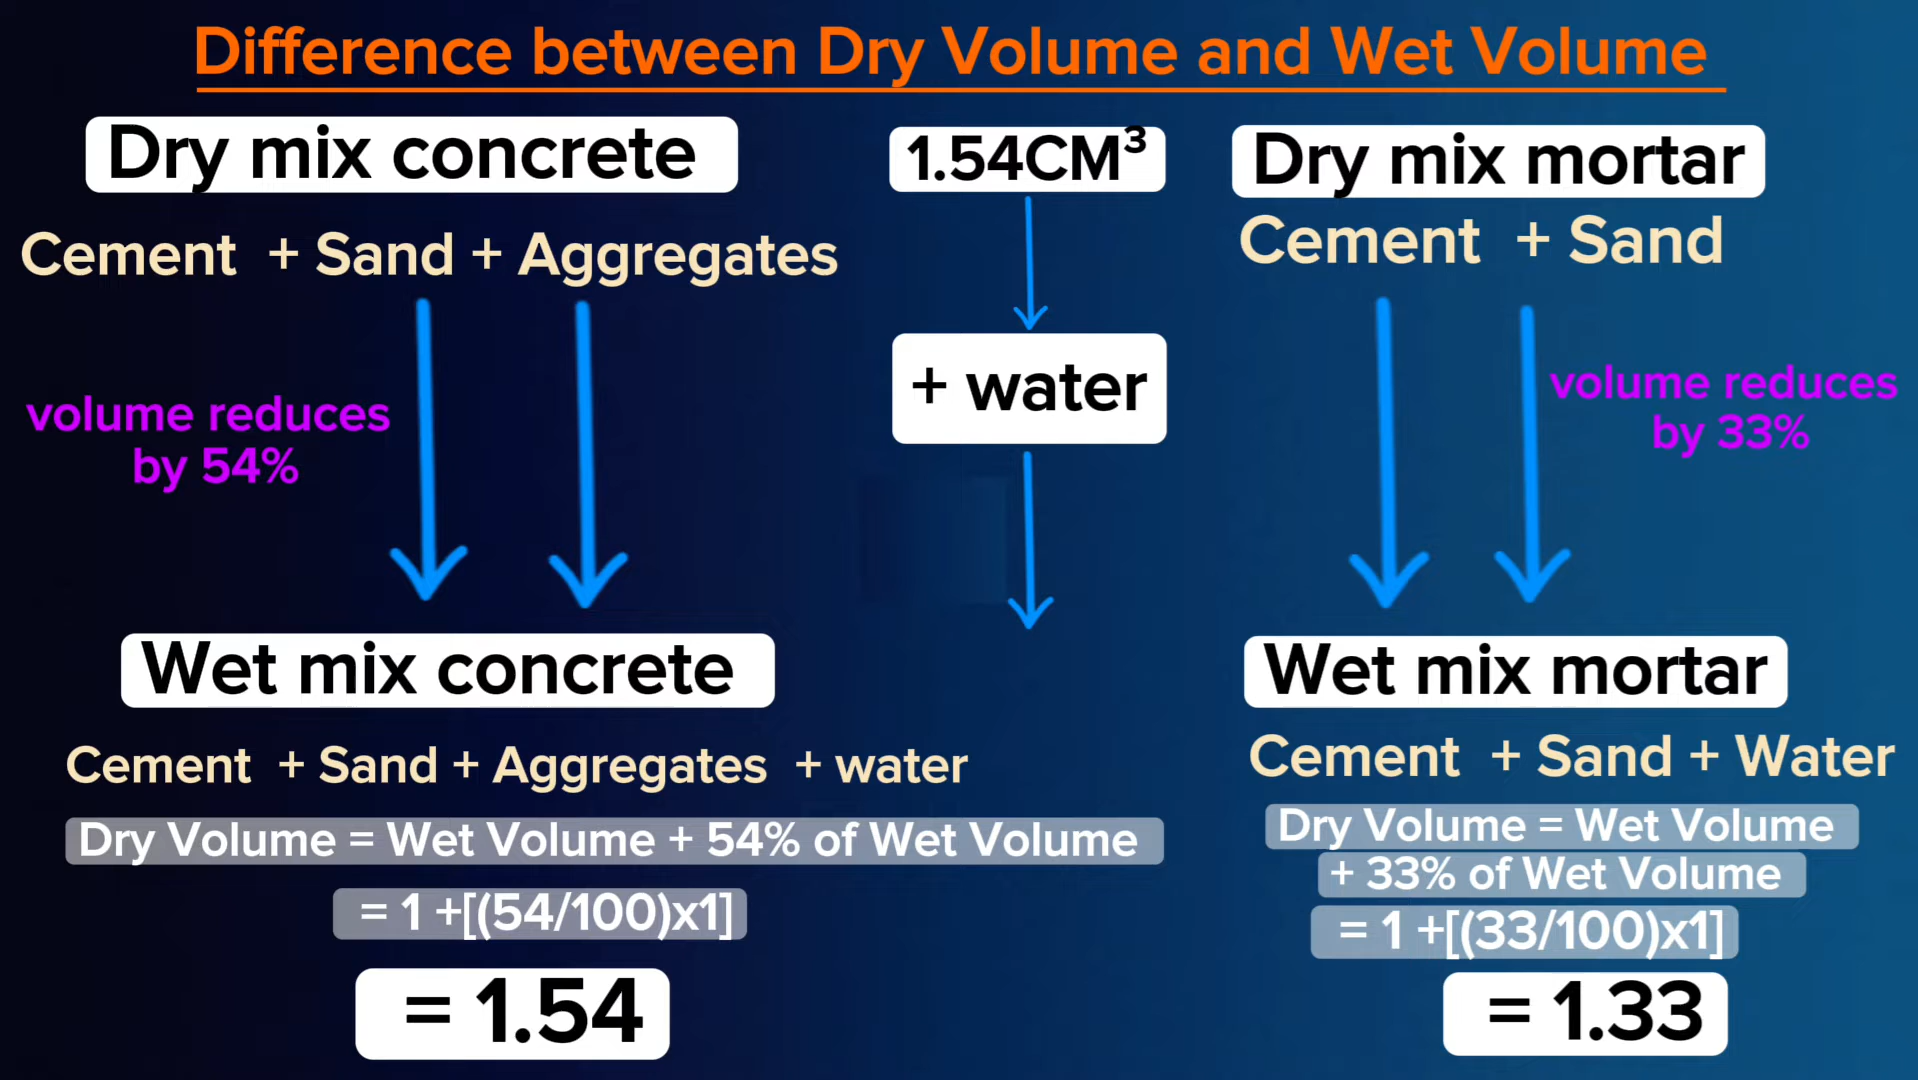 Difference between Dry Volume and Wet Volume
Dry mix concrete
Cement + Sand + Aggregates
volume reduces
by 54%
Wet mix concrete
Cement + Sand + Aggregates + water
Dry Volume = Wet Volume + 54% of Wet Volume
= 1 +[(54/100)x1]
= 1.54
1.54CM³
+ water
Dry mix mortar
Cement + Sand
volume reduces
by 33%
Wet mix mortar
Cement + Sand + Water
Dry Volume = Wet Volume
+ 33% of Wet Volume
= 1 +[(33/100)x1]
= 1.33